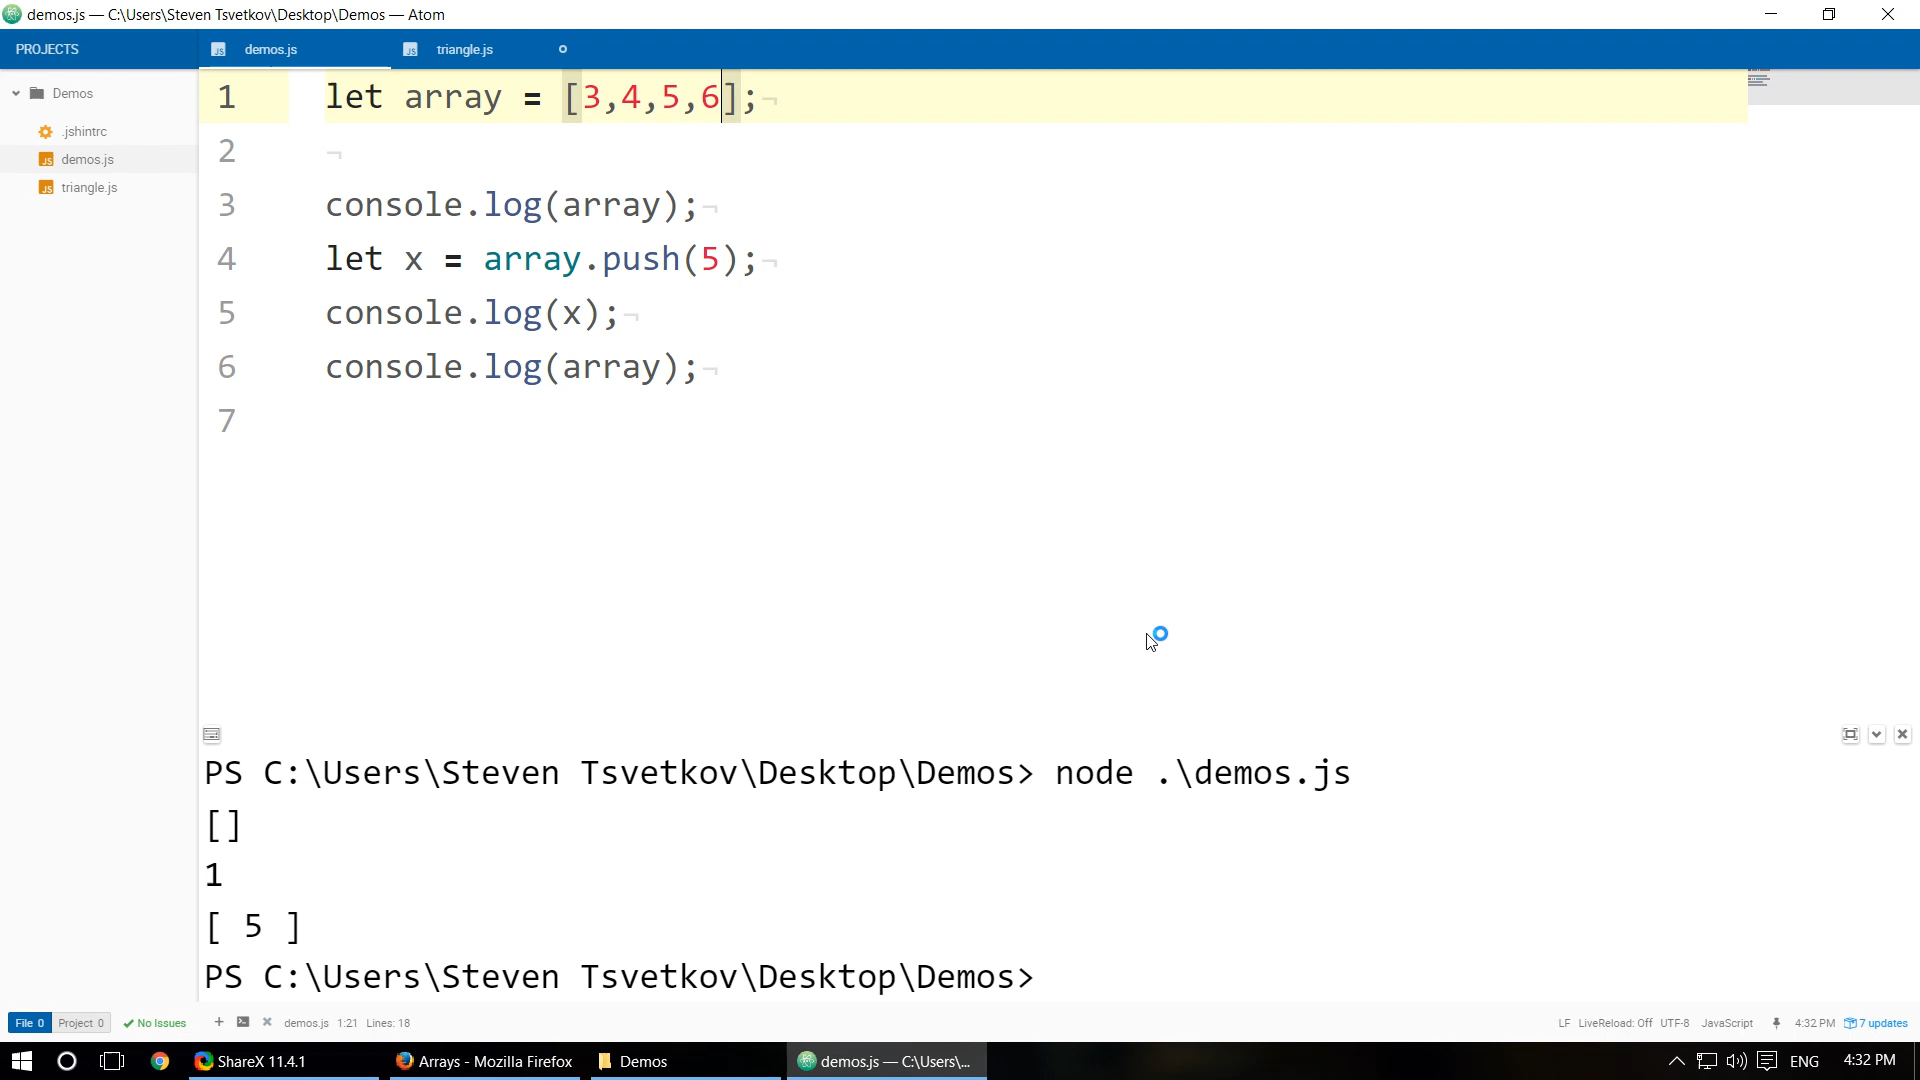 demos.js — C:\Users\Steven Tsvetkov\Desktop\Demos — Atom
PROJECTS
demos.js
triangle.js
Demos
.jshintrc
demos.js
triangle.js
1 let array = [3,4,5,6];¬
2 ¬
3 console.log(array);¬
4 let x = array.push(5);¬
5 console.log(x);¬
6 console.log(array);¬
7
PS C:\Users\Steven Tsvetkov\Desktop\Demos> node .\demos.js
[]
1
[ 5 ]
PS C:\Users\Steven Tsvetkov\Desktop\Demos>
File 0 Project 0 No Issues demos.js 1:21 Lines: 18 LF LiveReload: Off UTF-8 JavaScript 4:32 PM 7 updates
ShareX 11.4.1 Arrays - Mozilla Firefox Demos demos.js — C:\Users\... ENG 4:32 PM